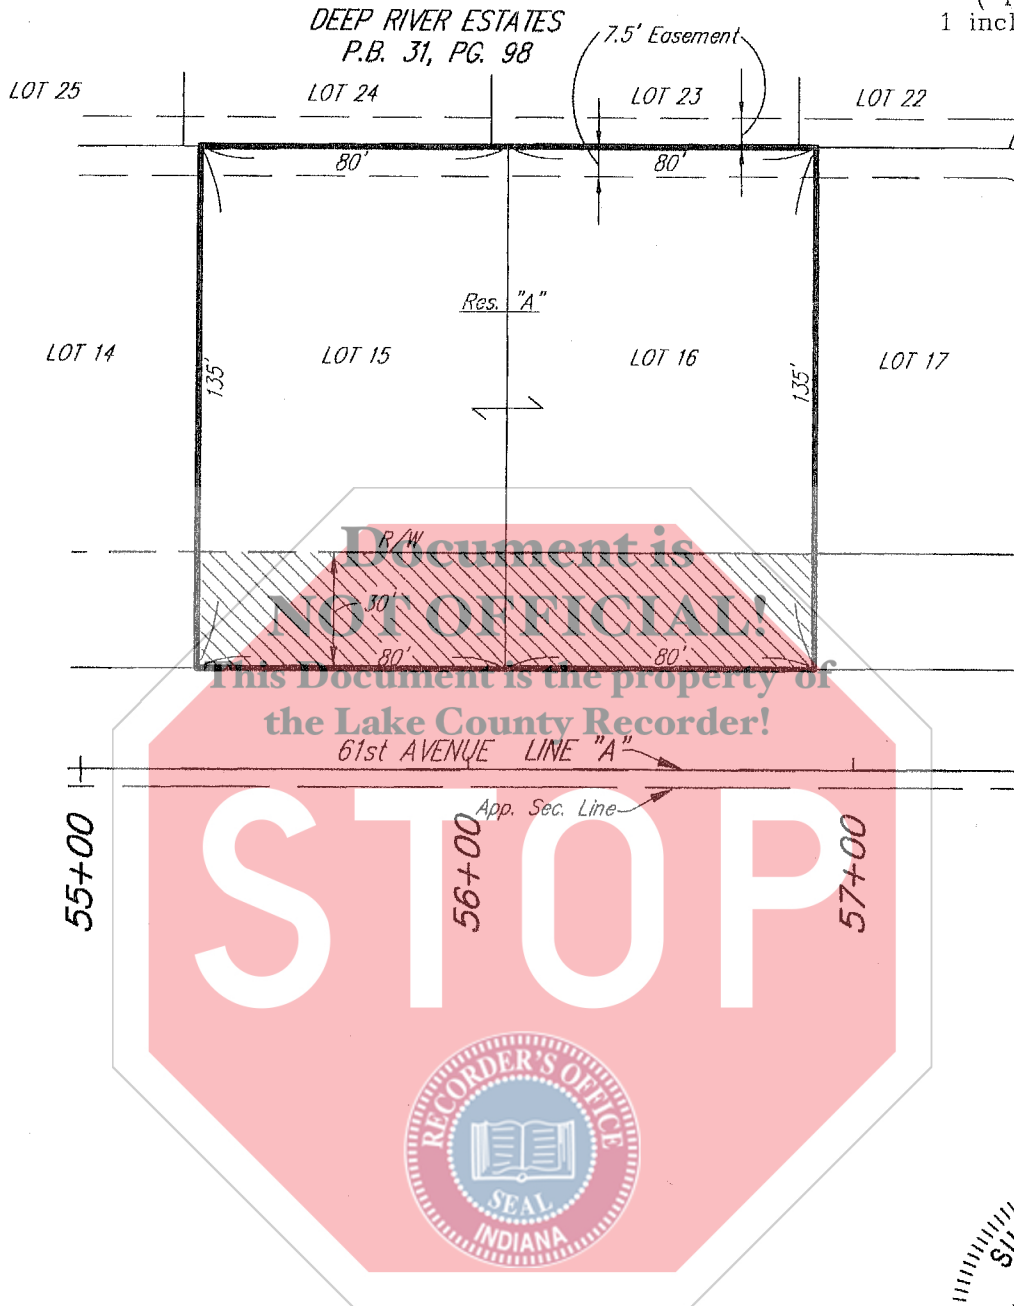 DEEP RIVER ESTATES
P.B. 31, PG. 98
1 incl
7.5' Easement
LOT 25
LOT 24
LOT 23
LOT 22
80'
80'
Res. "A"
LOT 14
LOT 15
LOT 16
LOT 17
135'
135'
R/W
Document is
30'
NOT OFFICIAL!
80'
80'
This Document is the property of
the Lake County Recorder!
61st AVENUE LINE "A"
App. Sec. Line
55+00
56+00
57+00
STOP
RECORDER'S OFFICE
SEAL
INDIANA